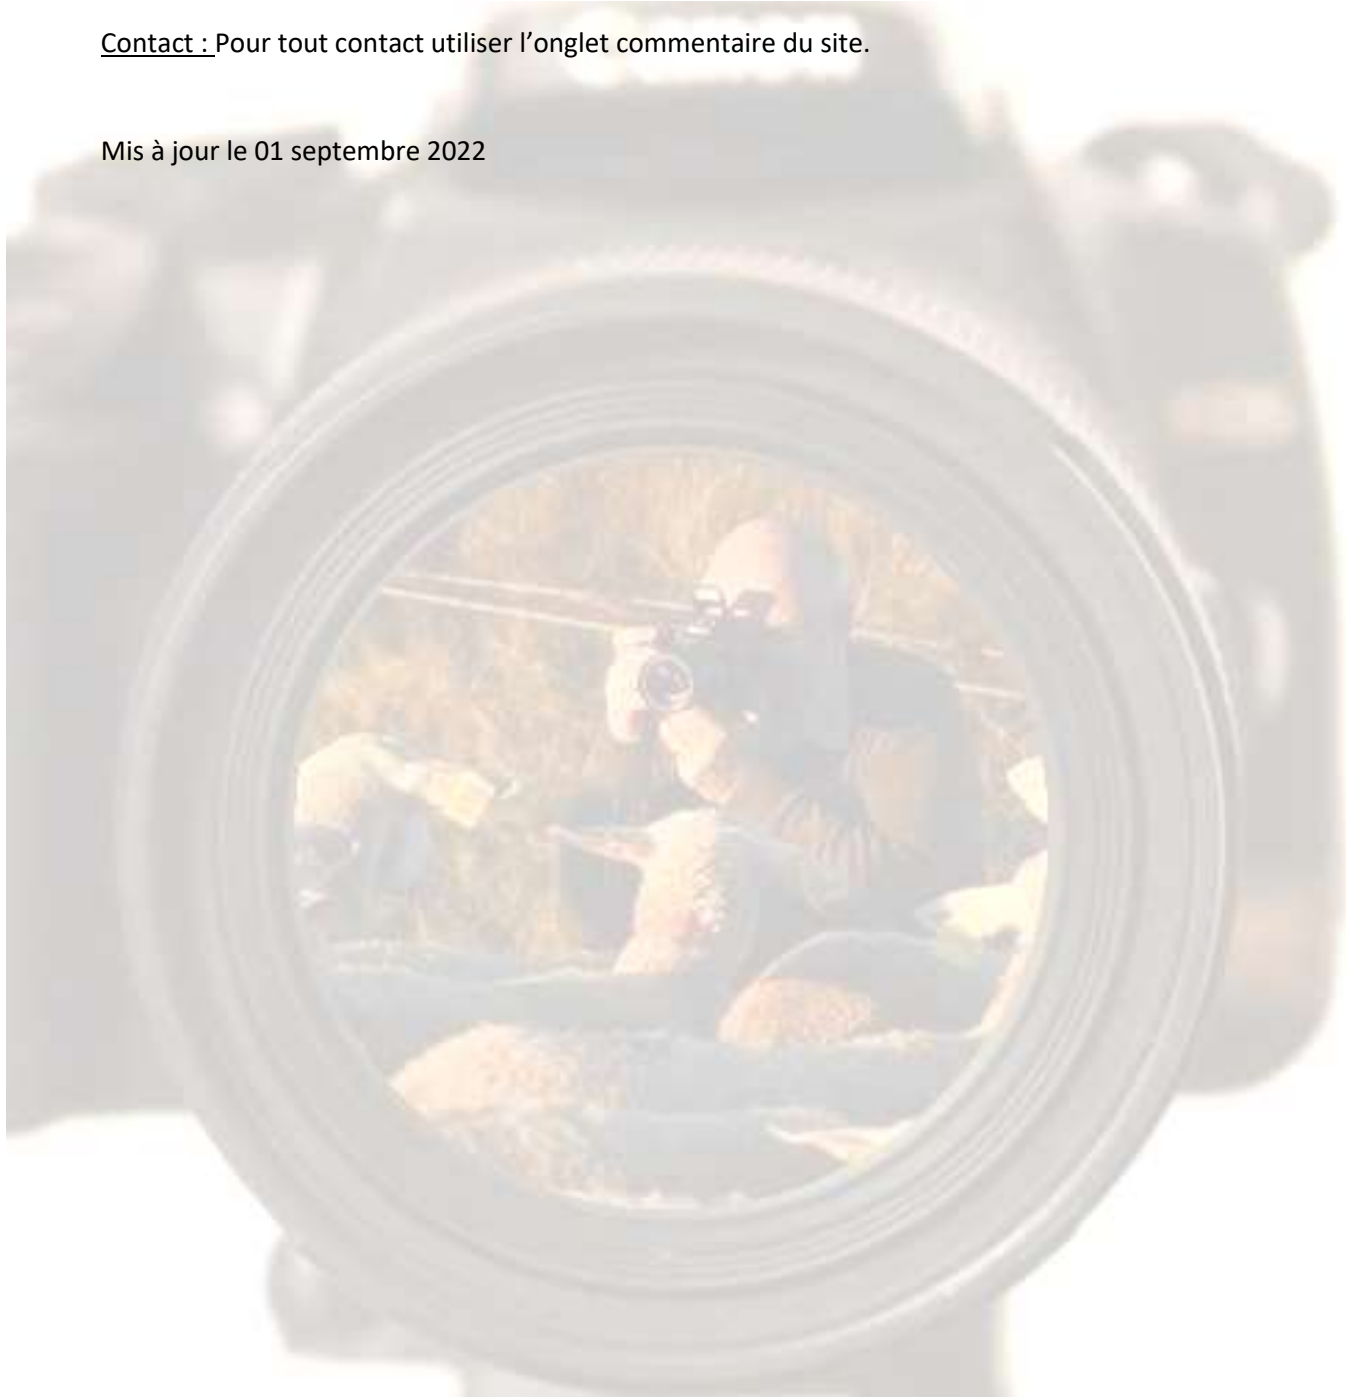 Contact : Pour tout contact utiliser l’onglet commentaire du site.
Mis à jour le 01 septembre 2022